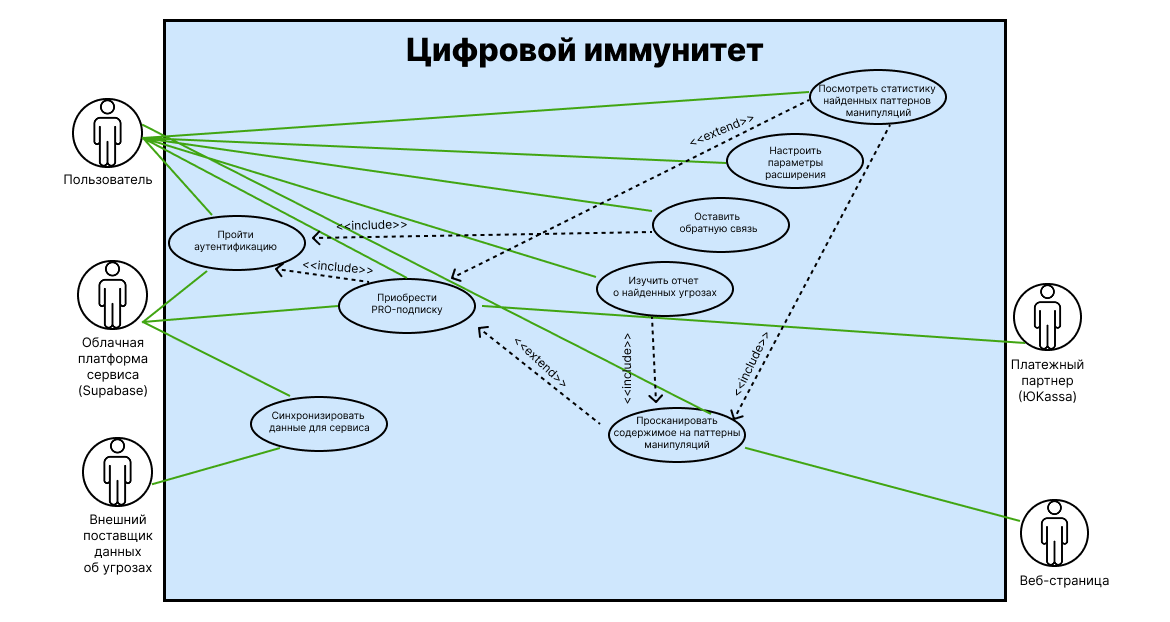 Цифровой иммунитет
Посмотреть статистику
найденных паттернов
манипуляций
<<extend>>
Настроить
параметры
расширения
Пользователь
Оставить
обратную связь
<<include>>
Пройти
аутентификацию
<<include>>
Изучить отчет
о найденных угрозах
Приобрести
PRO-подписку
Облачная
платформа
сервиса
(Supabase)
<<extend>>
<<include>>
<<include>>
Платежный
партнер
(ЮKassa)
Синхронизировать
данные для сервиса
Просканировать
содержимое на паттерны
манипуляций
Внешний
поставщик
данных
об угрозах
Веб-страница